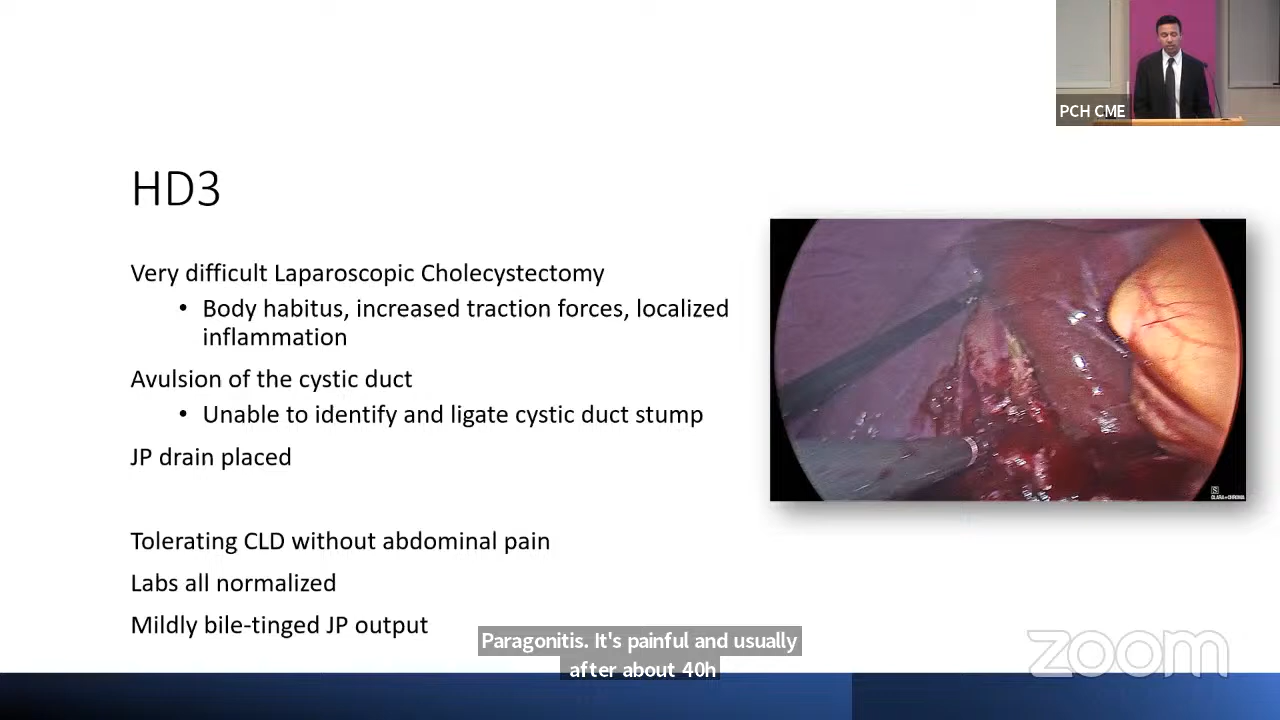 PCH CME
HD3
Very difficult Laparoscopic Cholecystectomy
• Body habitus, increased traction forces, localized
inflammation
Avulsion of the cystic duct
• Unable to identify and ligate cystic duct stump
JP drain placed
Tolerating CLD without abdominal pain
Labs all normalized
Mildly bile-tinged JP output
Paragonitis. It's painful and usually
after about 40h
zoom